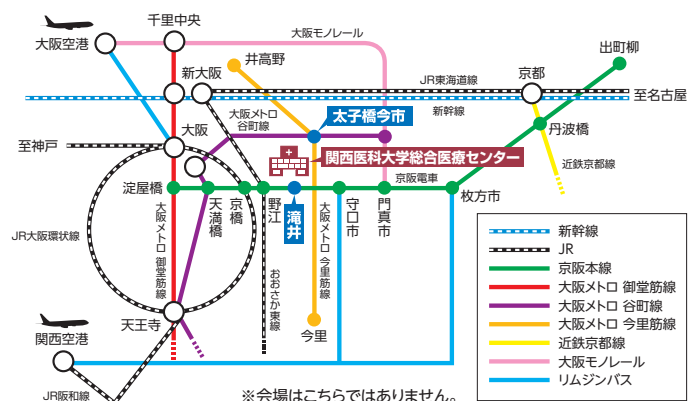 千里中央
大阪モノレール
大阪空港
井高野
出町柳
新大阪
JR東海道線
京都
至名古屋
新幹線
大阪メトロ
谷町線
太子橋今市
大阪
至神戸
丹波橋
関西医科大学総合医療センター
近鉄京都線
京阪電車
淀屋橋
天満橋
京橋
野江
滝井
守口市
門真市
枚方市
JR大阪環状線
大阪メトロ 御堂筋線
おおさか東線
大阪メトロ 今里筋線
天王寺
関西空港
今里
JR阪和線
※会場はこちらではありません。
新幹線
JR
京阪本線
大阪メトロ 御堂筋線
大阪メトロ 谷町線
大阪メトロ 今里筋線
近鉄京都線
大阪モノレール
リムジンバス